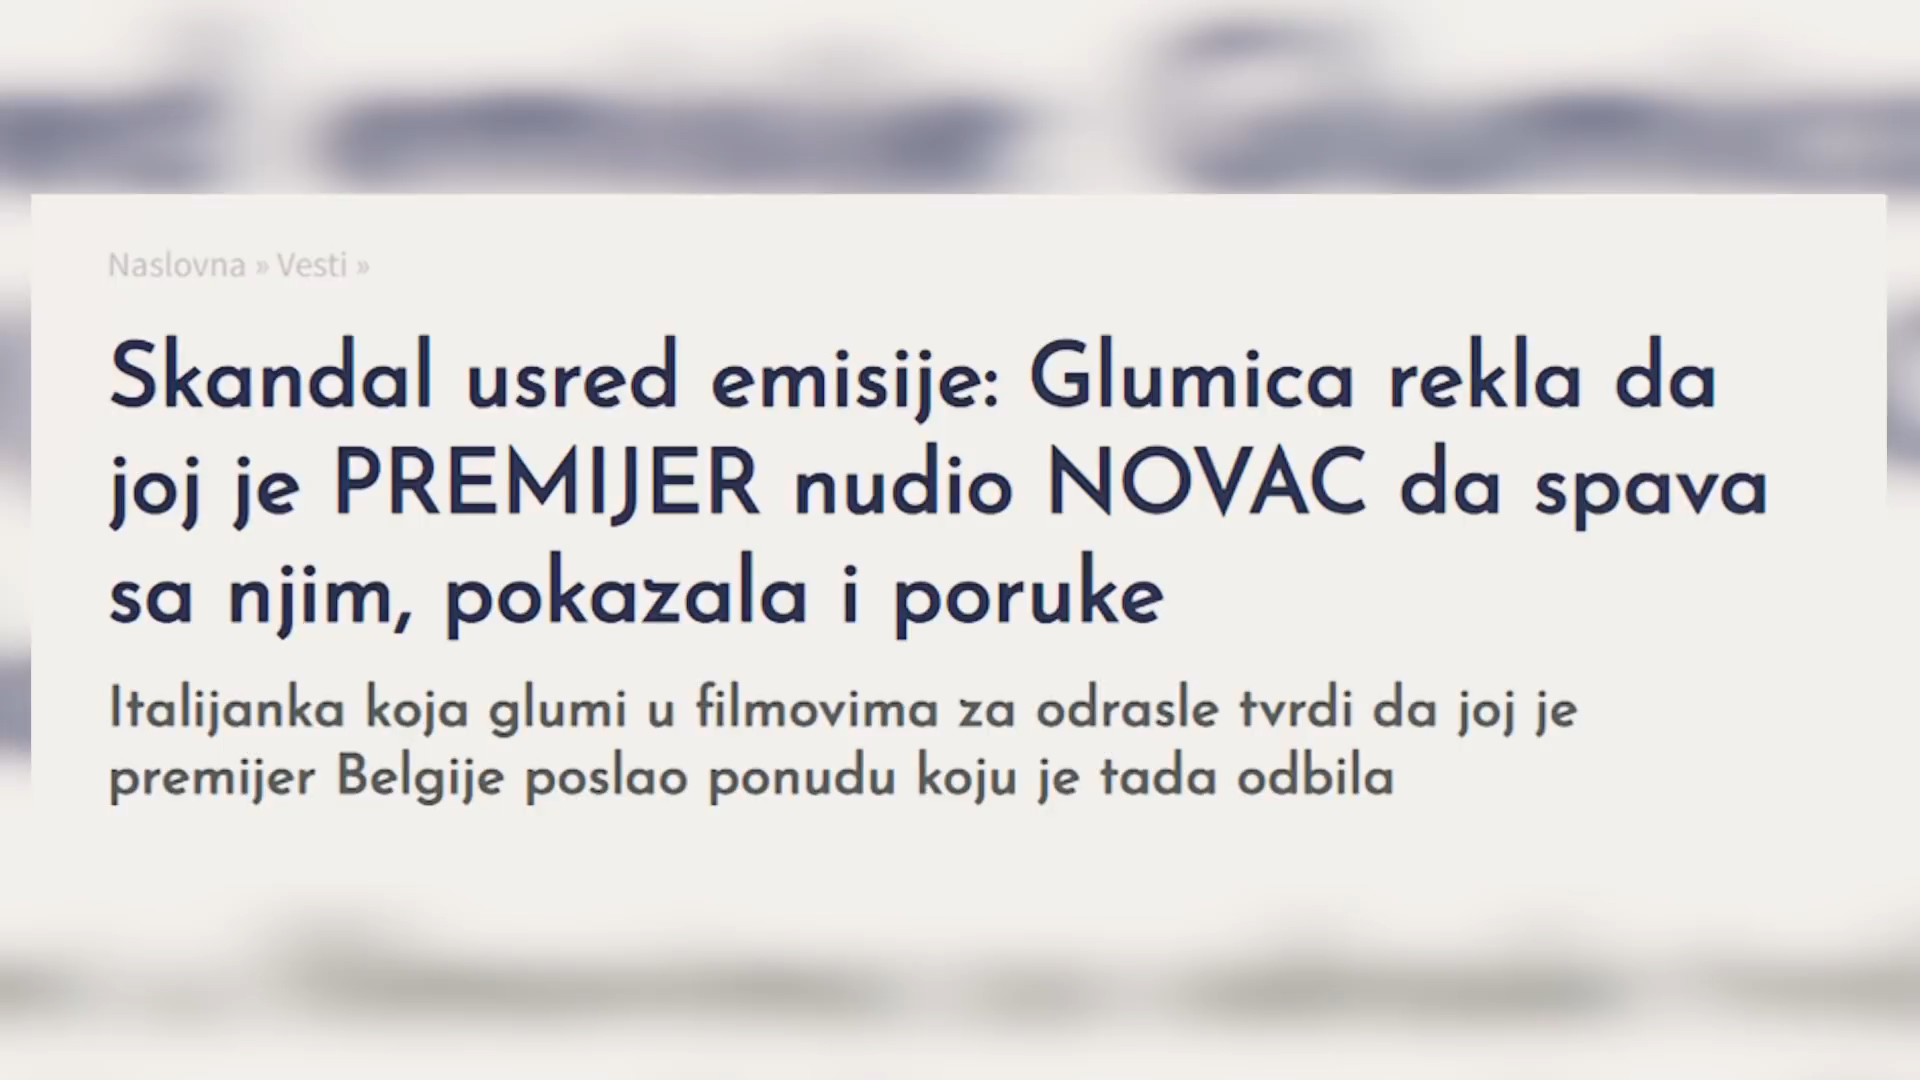 Naslovna » Vesti »
Skandal usred emisije: Glumica rekla da
joj je PREMIJER nudio NOVAC da spava
sa njim, pokazala i poruke
Italijanka koja glumi u filmovima za odrasle tvrdi da joj je
premijer Belgije poslao ponudu koju je tada odbila